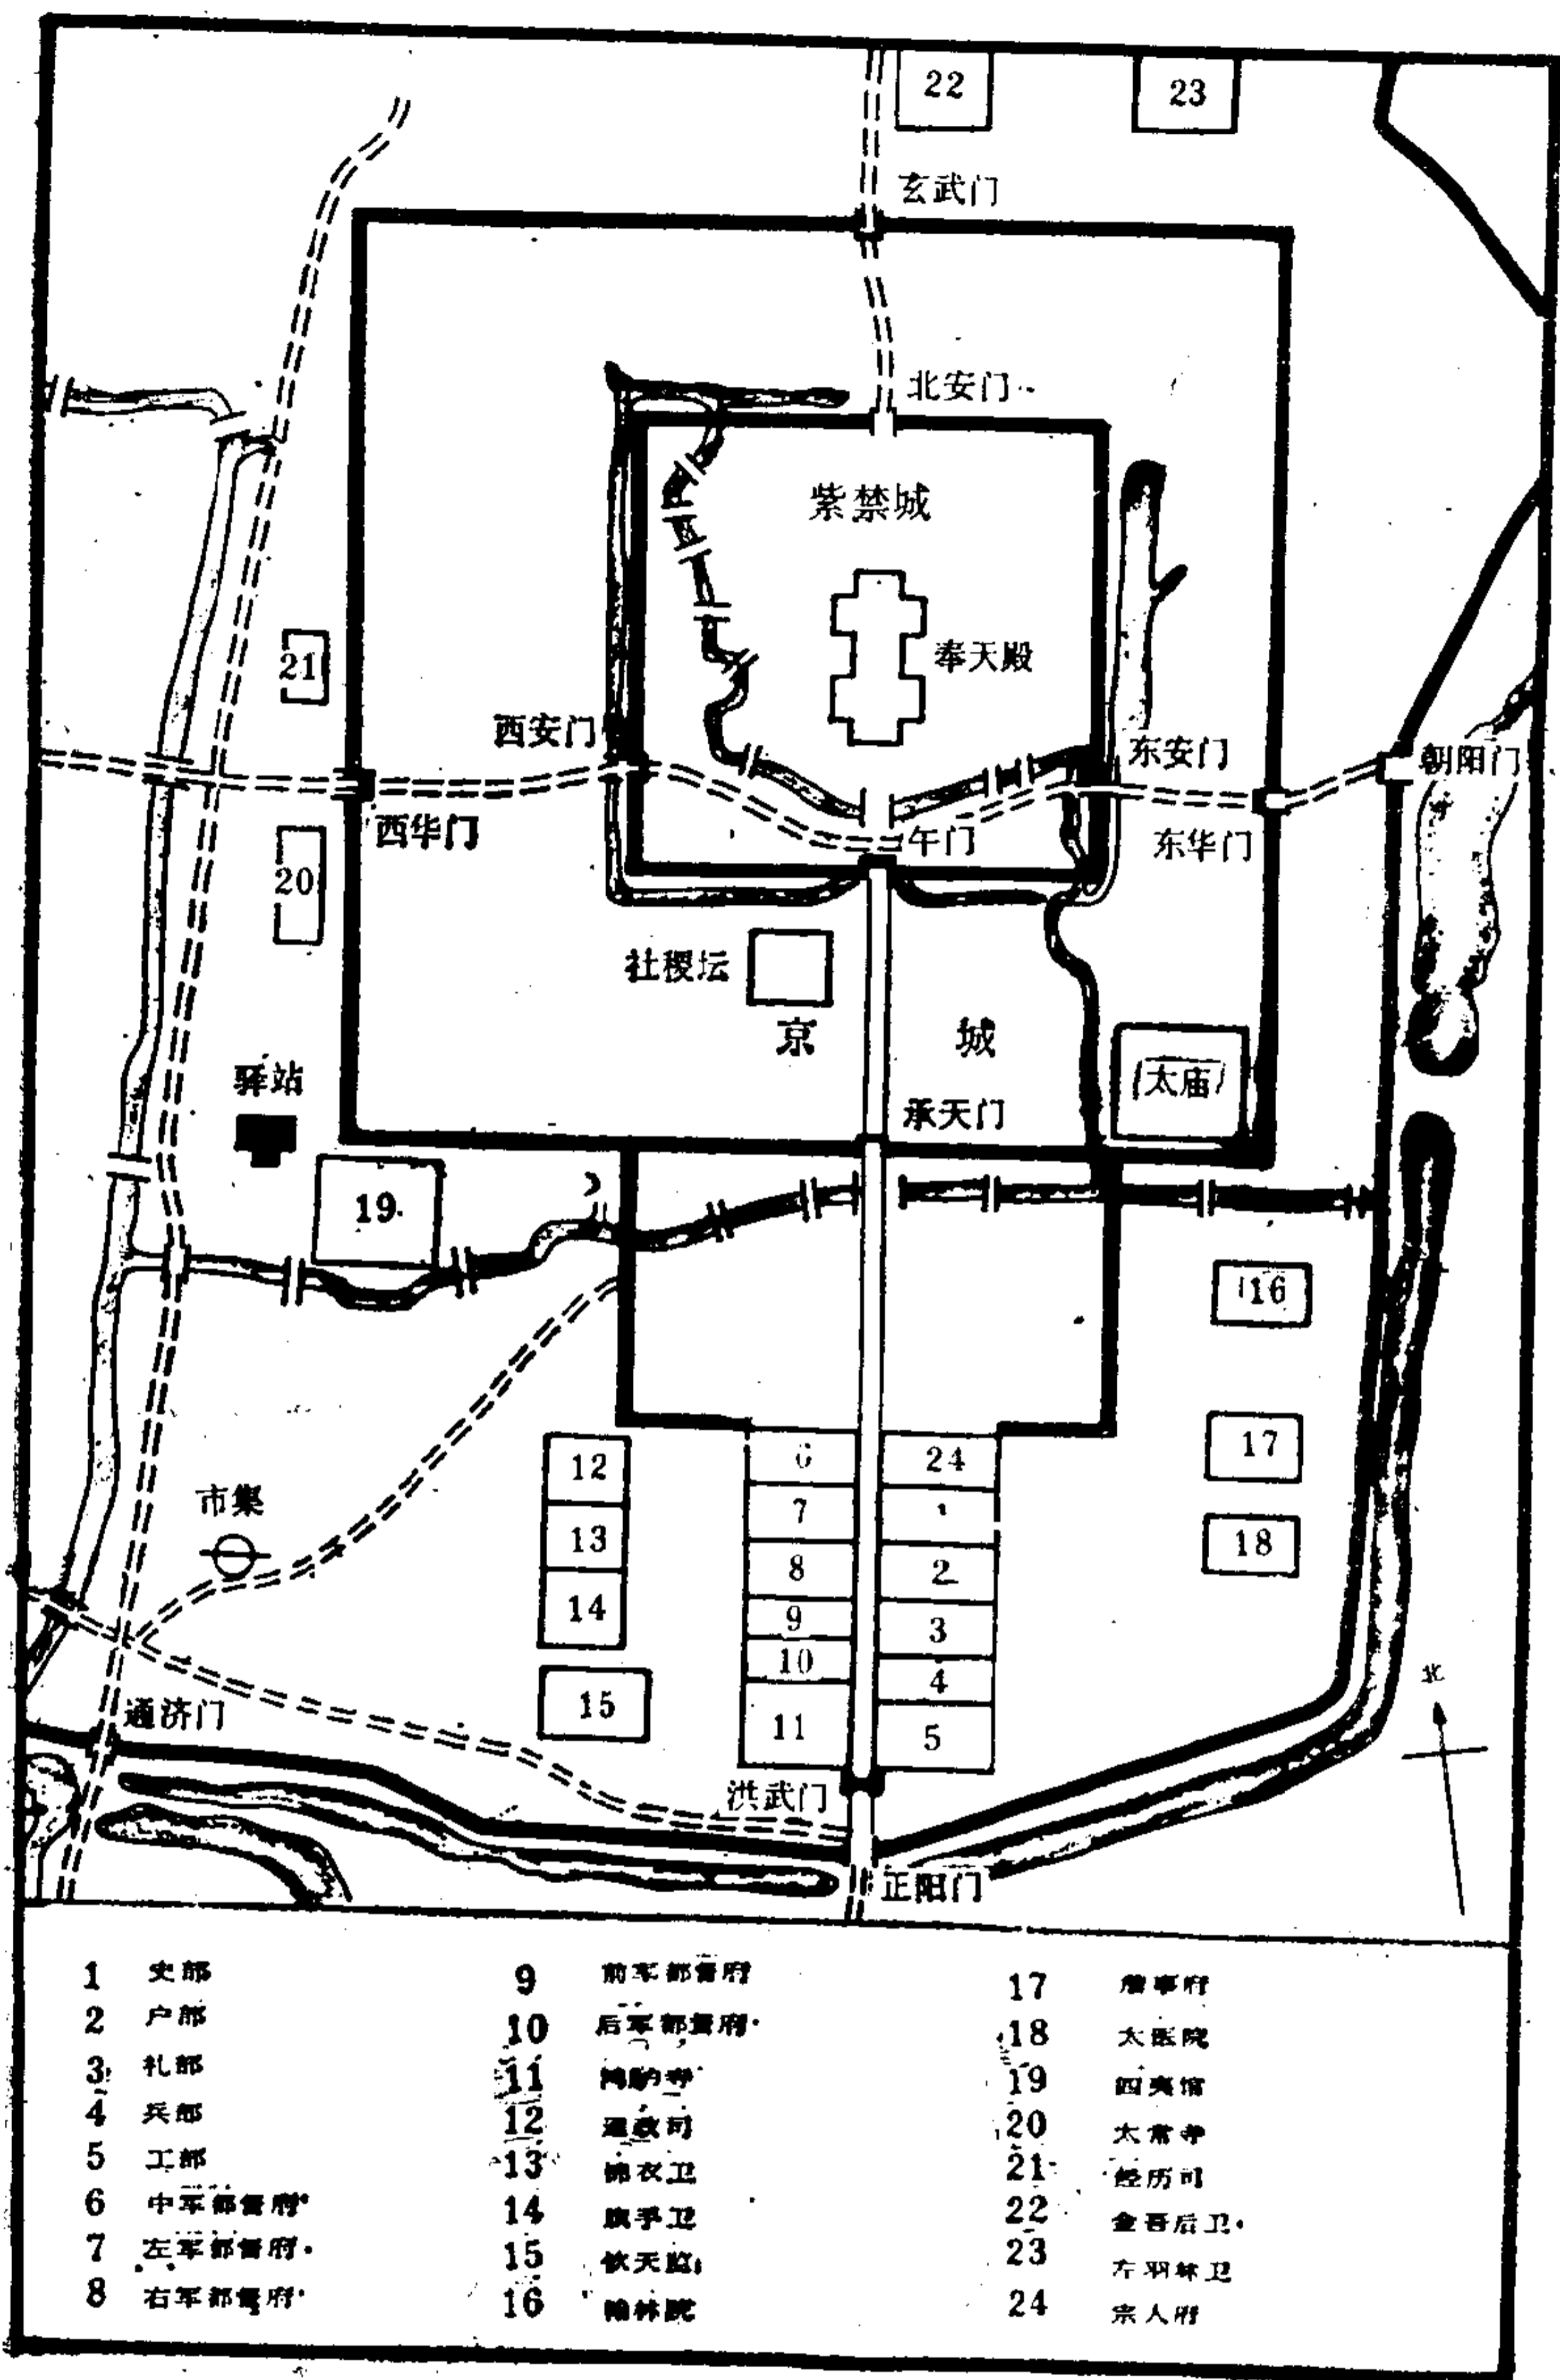 22
23
玄武门
北安门
紫禁城
21
奉天殿
西安门
东安门
朝阳门
西华门
午门
东华门
20
社稷坛
京 城
驿站
太庙
承天门
19
16
6 24
12
17
市集
7 1
13
18
8 2
14
9 3
10 4
北
15
通济门
11 5
洪武门
正阳门
1 史部
2 户部
3 礼部
4 兵部
5 工部
6 中军都督府
7 左军都督府
8 右军都督府
9 前军都督府
10 后军都督府
11 鸿胪寺
12 通政司
13 锦衣卫
14 旗手卫
15 钦天监
16 翰林院
17 詹事府
18 太医院
19 四夷馆
20 太常寺
21 经历司
22 金吾后卫
23 左羽林卫
24 宗人府